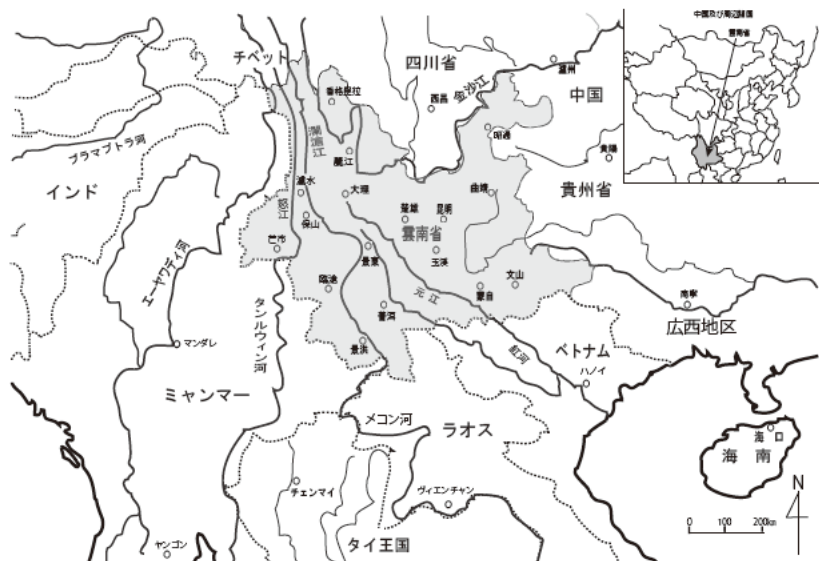 中国及び周辺諸国
雲南省
チベット
四川省
金沙江
瀘州
中国
香格里拉
西昌
昭通
貴陽
ブラマプトラ河
インド
瀾滄江
麗江
怒江
大理
曲靖
貴州省
保山
楚雄
昆明
雲南省
芒市
景東
玉溪
エーヤワディ河
臨滄
元江
蒙自
文山
南寧
タンルウィン河
普洱
広西地区
マンダレ
紅河
ベトナム
ハノイ
ミャンマー
メコン河
ラオス
海口
海南
チェンマイ
ヴィエンチャン
N
0 100 200km
ヤンゴン
タイ王国